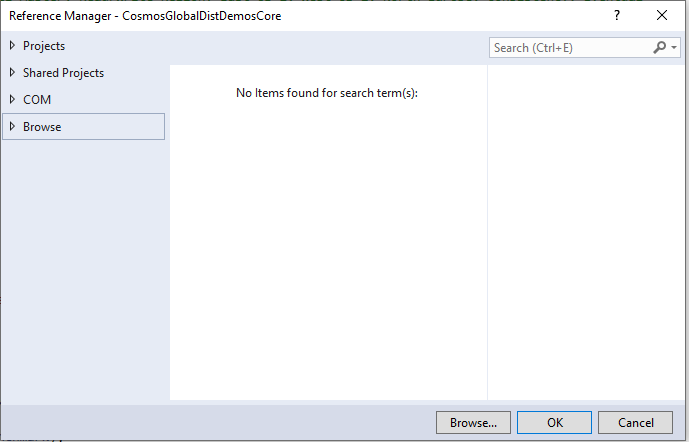 Reference Manager - CosmosGlobalDistDemosCore
?
Projects
Search (Ctrl+E)
Shared Projects
No Items found for search term(s):
COM
Browse
Browse...
OK
Cancel